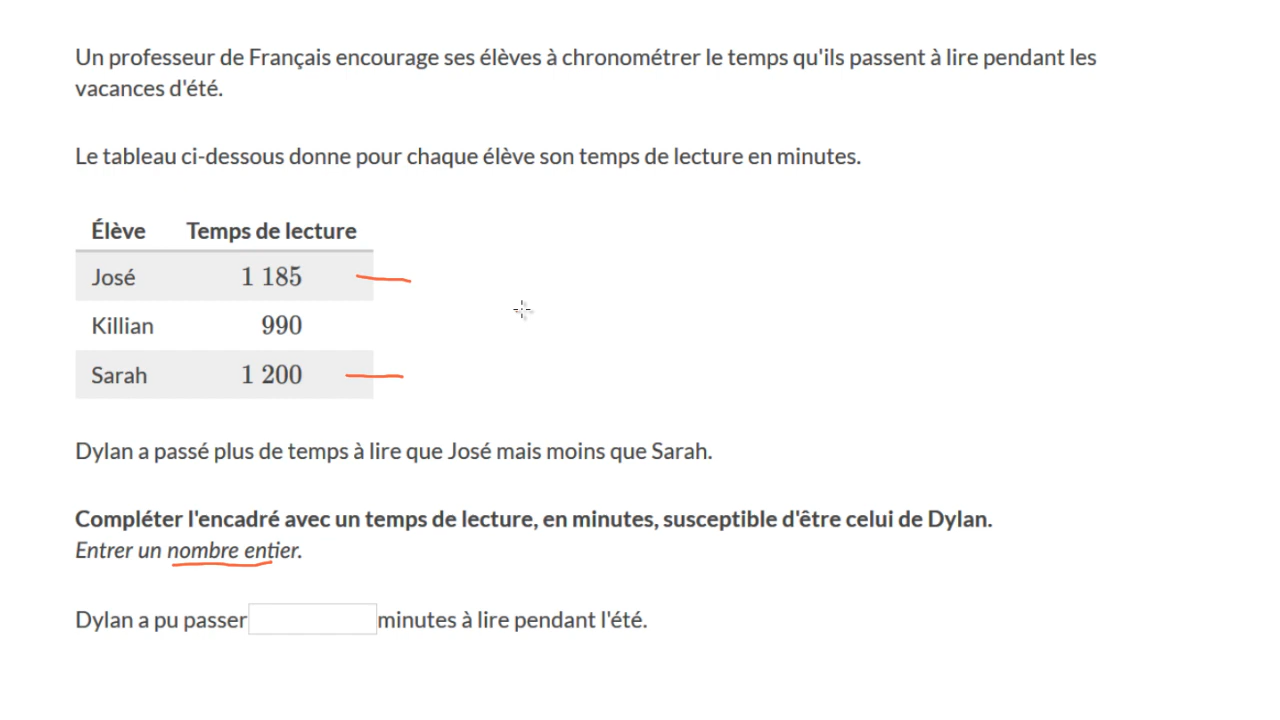 Un professeur de Français encourage ses élèves à chronométrer le temps qu'ils passent à lire pendant les
vacances d'été.
Le tableau ci-dessous donne pour chaque élève son temps de lecture en minutes.
Élève Temps de lecture
José 1 185
Killian 990
Sarah 1 200
Dylan a passé plus de temps à lire que José mais moins que Sarah.
Compléter l'encadré avec un temps de lecture, en minutes, susceptible d'être celui de Dylan.
Entrer un nombre entier.
Dylan a pu passer minutes à lire pendant l'été.